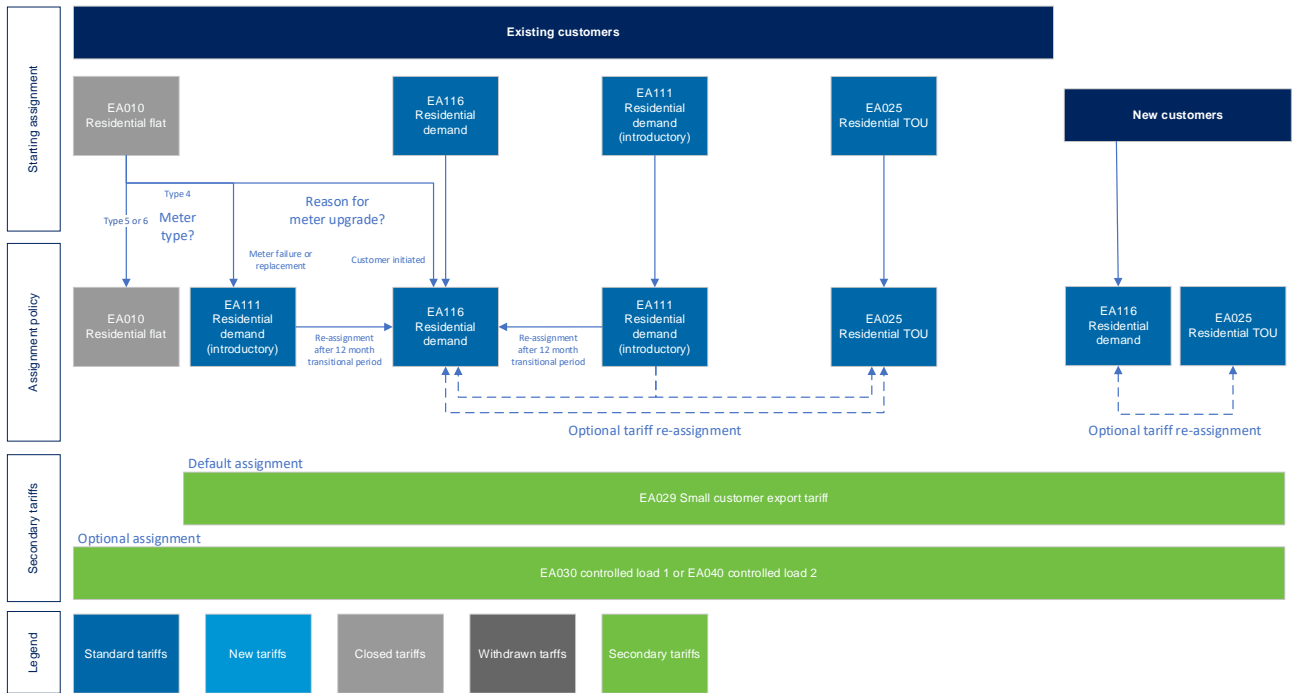 Starting assignment
Existing customers
EA010
Residential flat
EA116
Residential
demand
EA111
Residential
demand
(introductory)
EA025
Residential TOU
New customers
Type 4
Type 5 or 6
Meter
type?
Reason for
meter upgrade?
Meter failure or
replacement
Customer initiated
Assignment policy
EA010
Residential flat
EA111
Residential
demand
(introductory)
Re-assignment
after 12 month
transitional period
EA116
Residential
demand
Re-assignment
after 12 month
transitional period
EA111
Residential
demand
(introductory)
EA025
Residential TOU
EA116
Residential
demand
EA025
Residential TOU
Optional tariff re-assignment
Optional tariff re-assignment
Secondary tariffs
Default assignment
EA029 Small customer export tariff
Optional assignment
EA030 controlled load 1 or EA040 controlled load 2
Legend
Standard tariffs
New tariffs
Closed tariffs
Withdrawn tarffs
Secondary tariffs